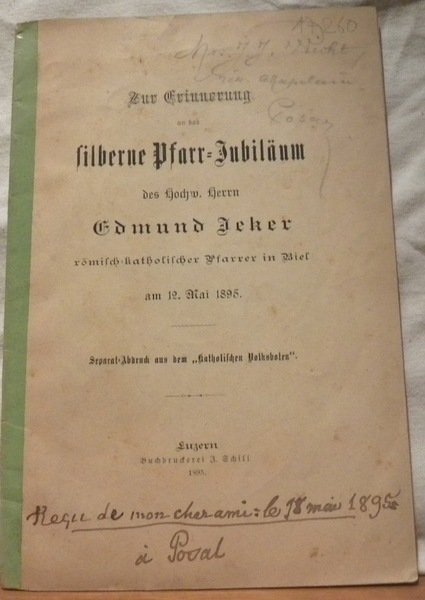 Zur Erinnerung
an das
silberne Pfarr-Jubiläum
des Hochw. Herrn
Edmund Jeker
römisch-katholischer Pfarrer in Biel
am 12. Mai 1895.
Separat-Abdruck aus dem „Katholischen Volksboten".
Luzern
Buchdruckerei J. Schill
1895.
Reçu de mon cher ami: le 18 mai 1895
à Posal